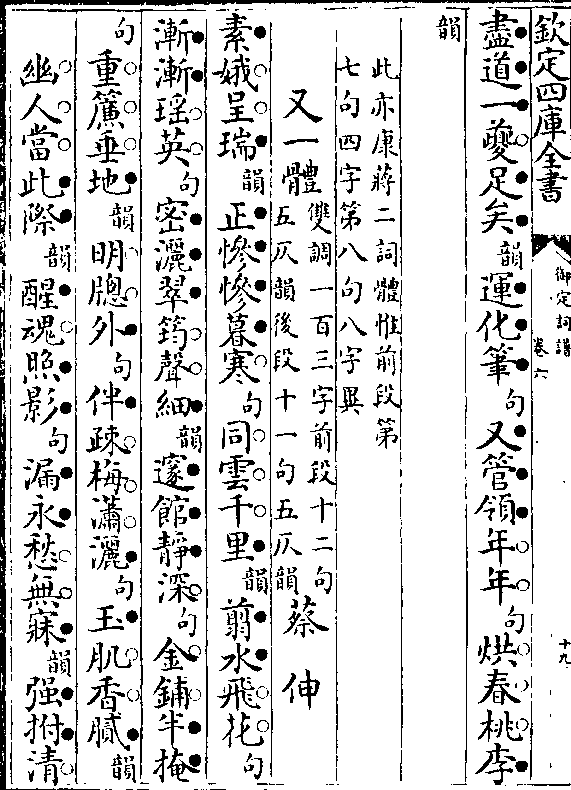 欽定四庫全書
御定詞譜
卷六
十九
盡道一夔足矣韻運化筆句又管領年年句烘春桃李
韻
此亦康蔣二詞體惟前段第
七句四字第八句八字異
又一體雙調一百三字前段十二句
五仄韻後段十一句五仄韻蔡伸
素娥呈瑞韻正慘慘暮寒句同雲千里韻翦水飛花句
漸漸瑶英句密灑翠筠聲細韻邃館靜深句金鋪半掩
句重簾垂地韻明牕外句伴疎梅瀟灑句玉肌香膩韻
幽人當此際韻醒魂照影句漏永愁無寐韻强拊清